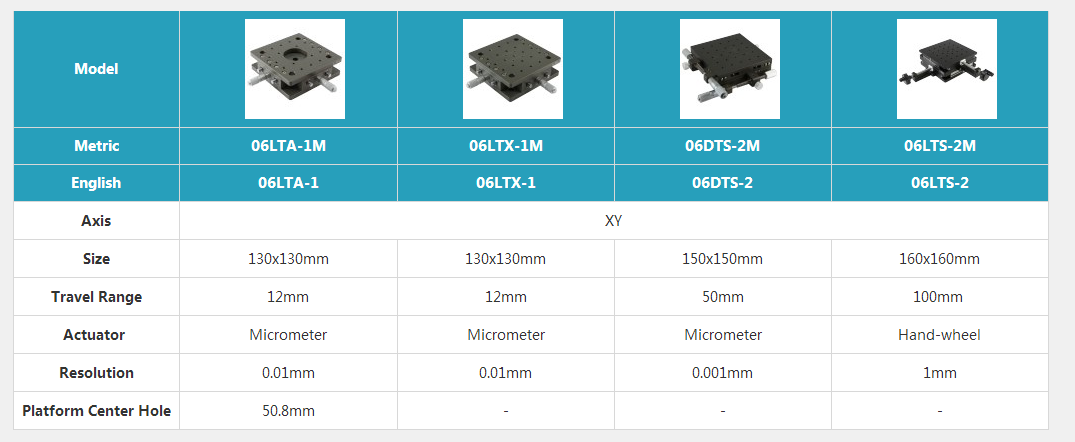 Model
Metric 06LTA-1M 06LTX-1M 06DTS-2M 06LTS-2M
English 06LTA-1 06LTX-1 06DTS-2 06LTS-2
Axis XY
Size 130x130mm 130x130mm 150x150mm 160x160mm
Travel Range 12mm 12mm 50mm 100mm
Actuator Micrometer Micrometer Micrometer Hand-wheel
Resolution 0.01mm 0.01mm 0.001mm 1mm
Platform Center Hole 50.8mm - - -